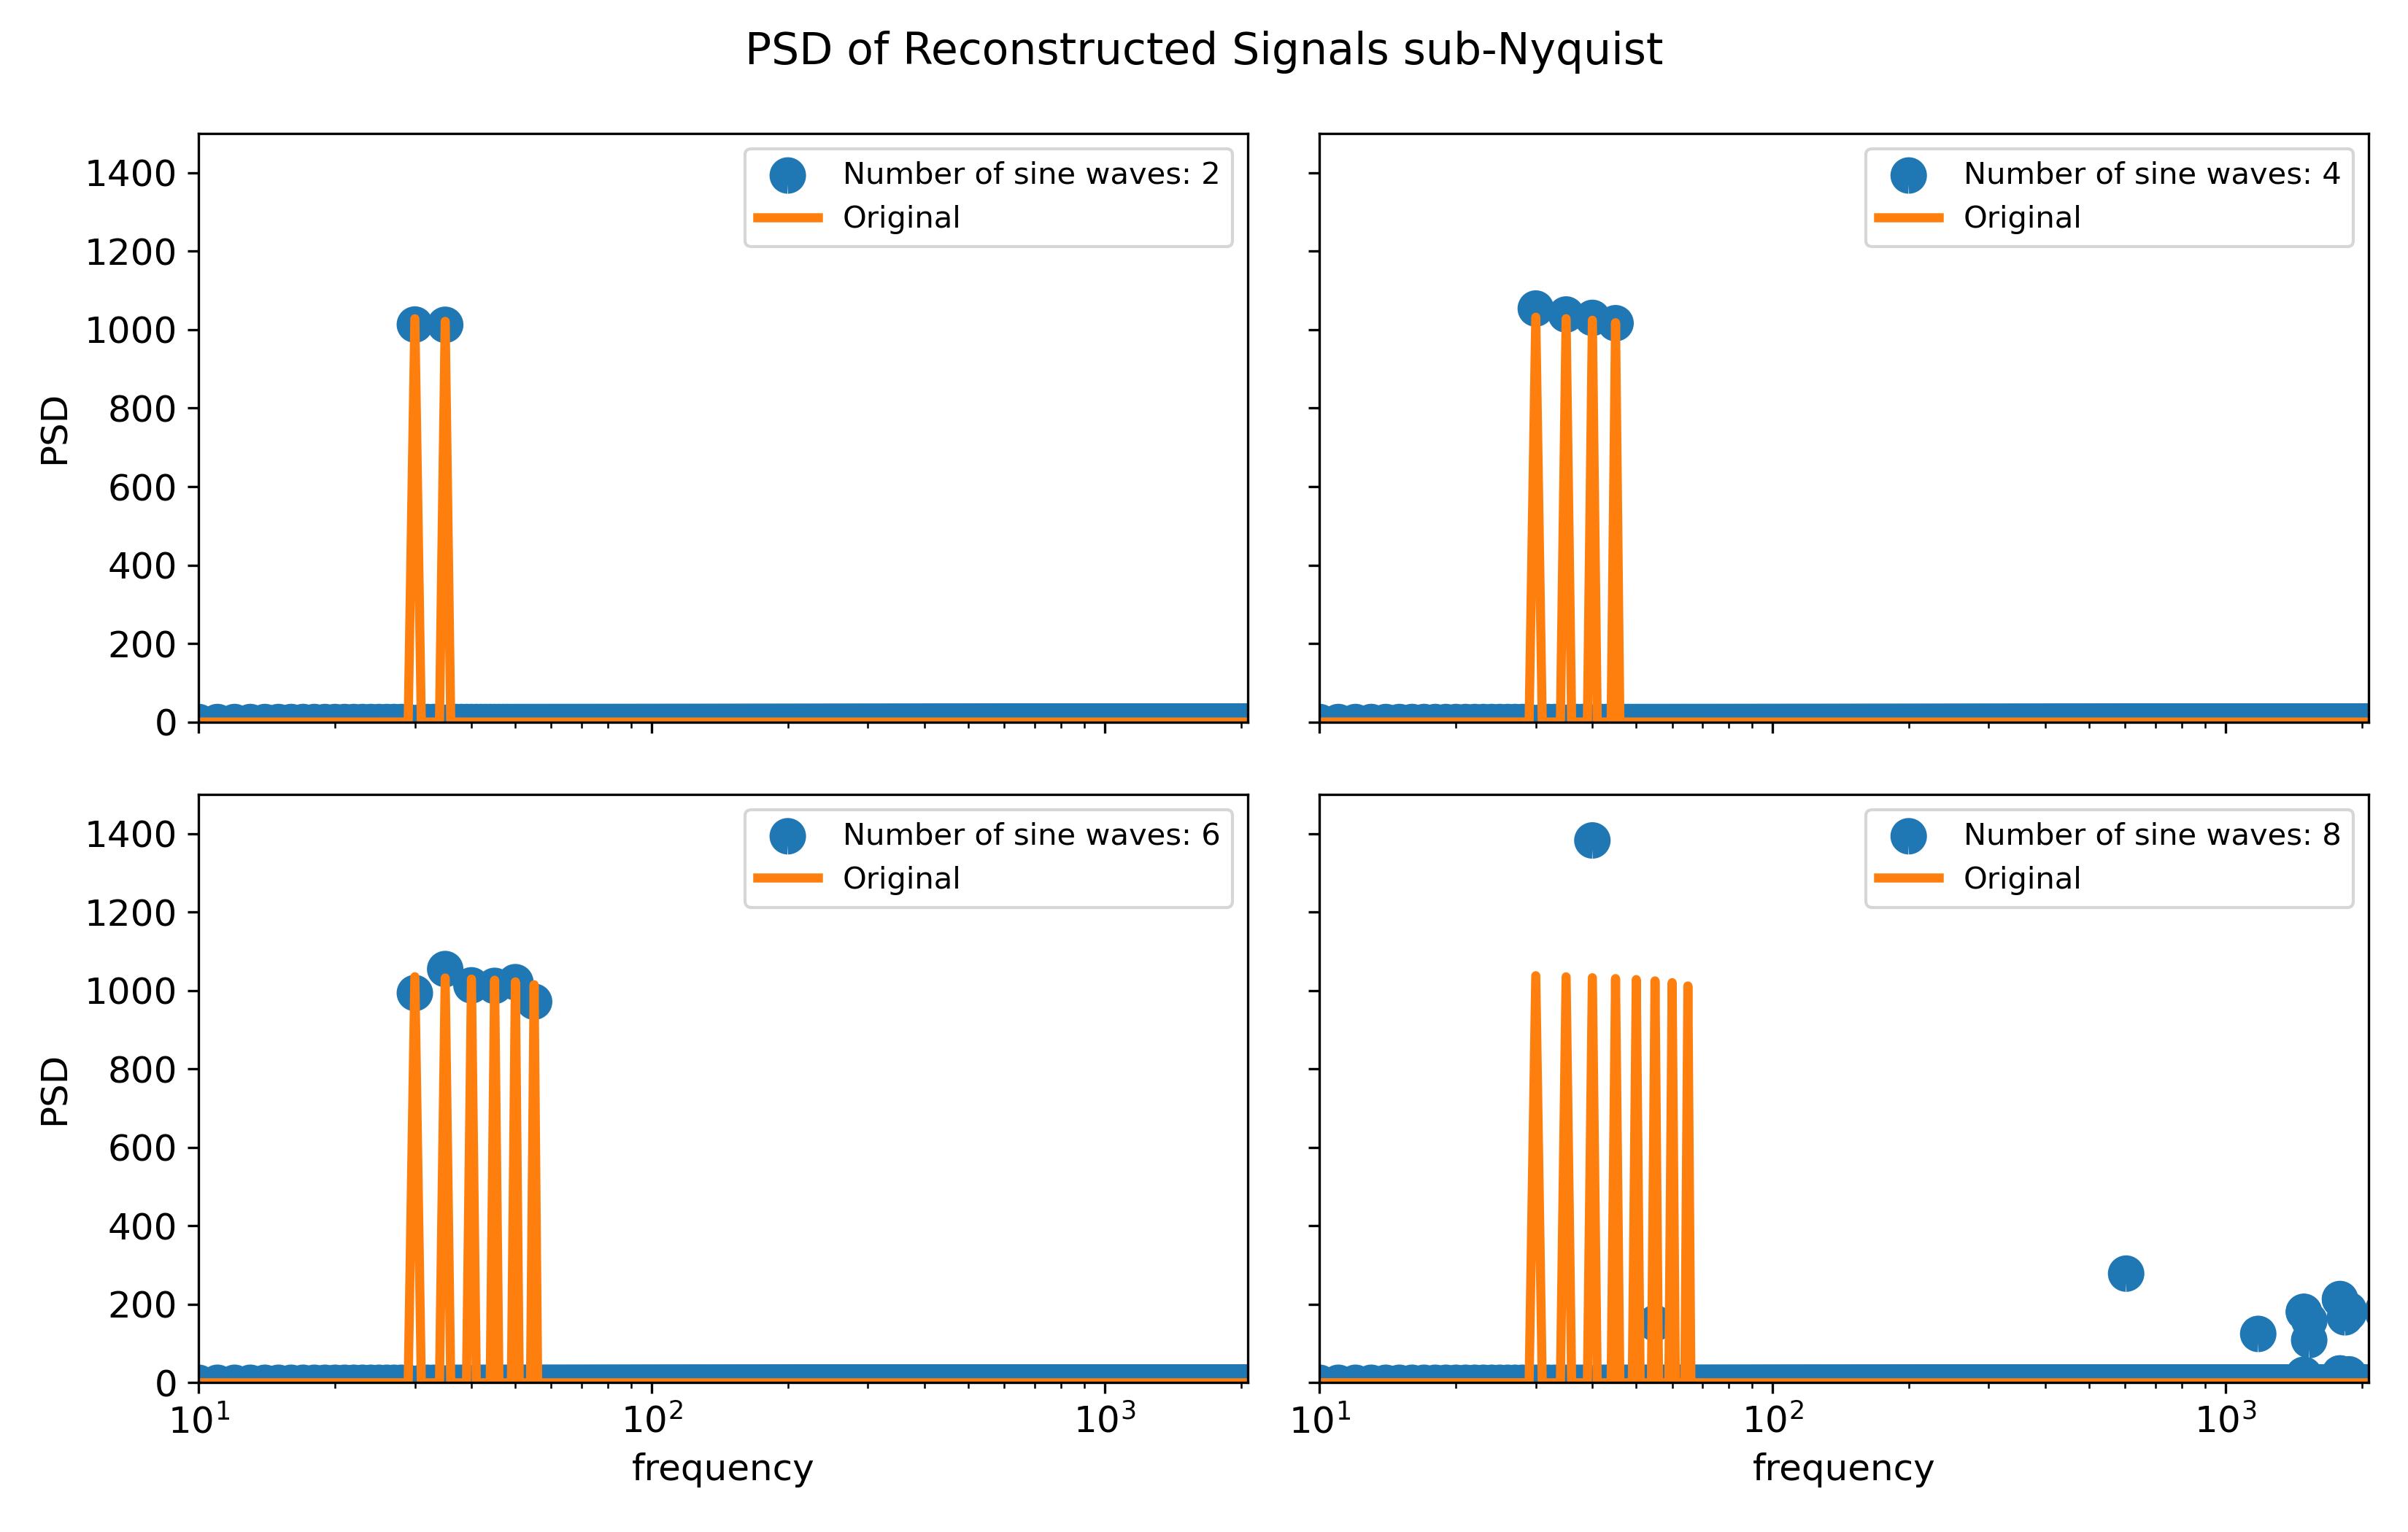 PSD of Reconstructed Signals sub-Nyquist
1400
1200
1000
800
600
400
200
0
PSD
Number of sine waves: 2
Original
Number of sine waves: 4
Original
1400
1200
1000
800
600
400
200
0
PSD
Number of sine waves: 6
Original
10¹
10²
10³
frequency
Number of sine waves: 8
Original
10¹
10²
10³
frequency